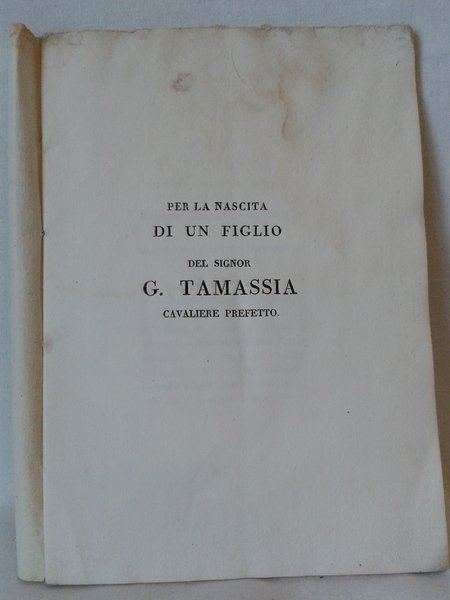 PER LA NASCITA
DI UN FIGLIO
DEL SIGNOR
G. TAMASSIA
CAVALIERE PREFETTO.